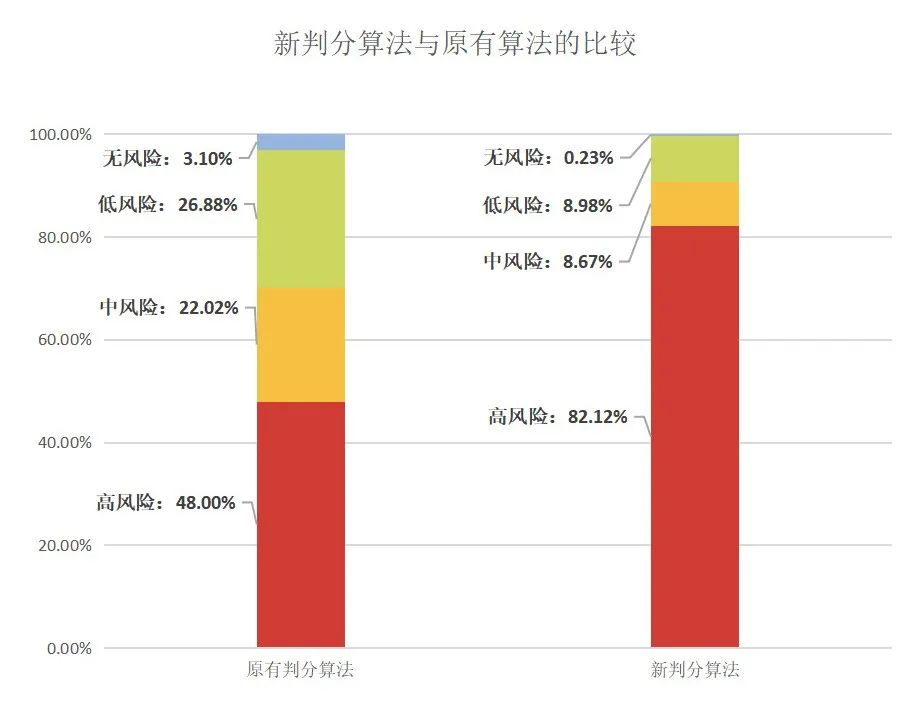 新判分算法与原有算法的比较
100.00%
80.00%
60.00%
40.00%
20.00%
0.00%
无风险：3.10%
低风险：26.88%
中风险：22.02%
高风险：48.00%
无风险：0.23%
低风险：8.98%
中风险：8.67%
高风险：82.12%
原有判分算法
新判分算法